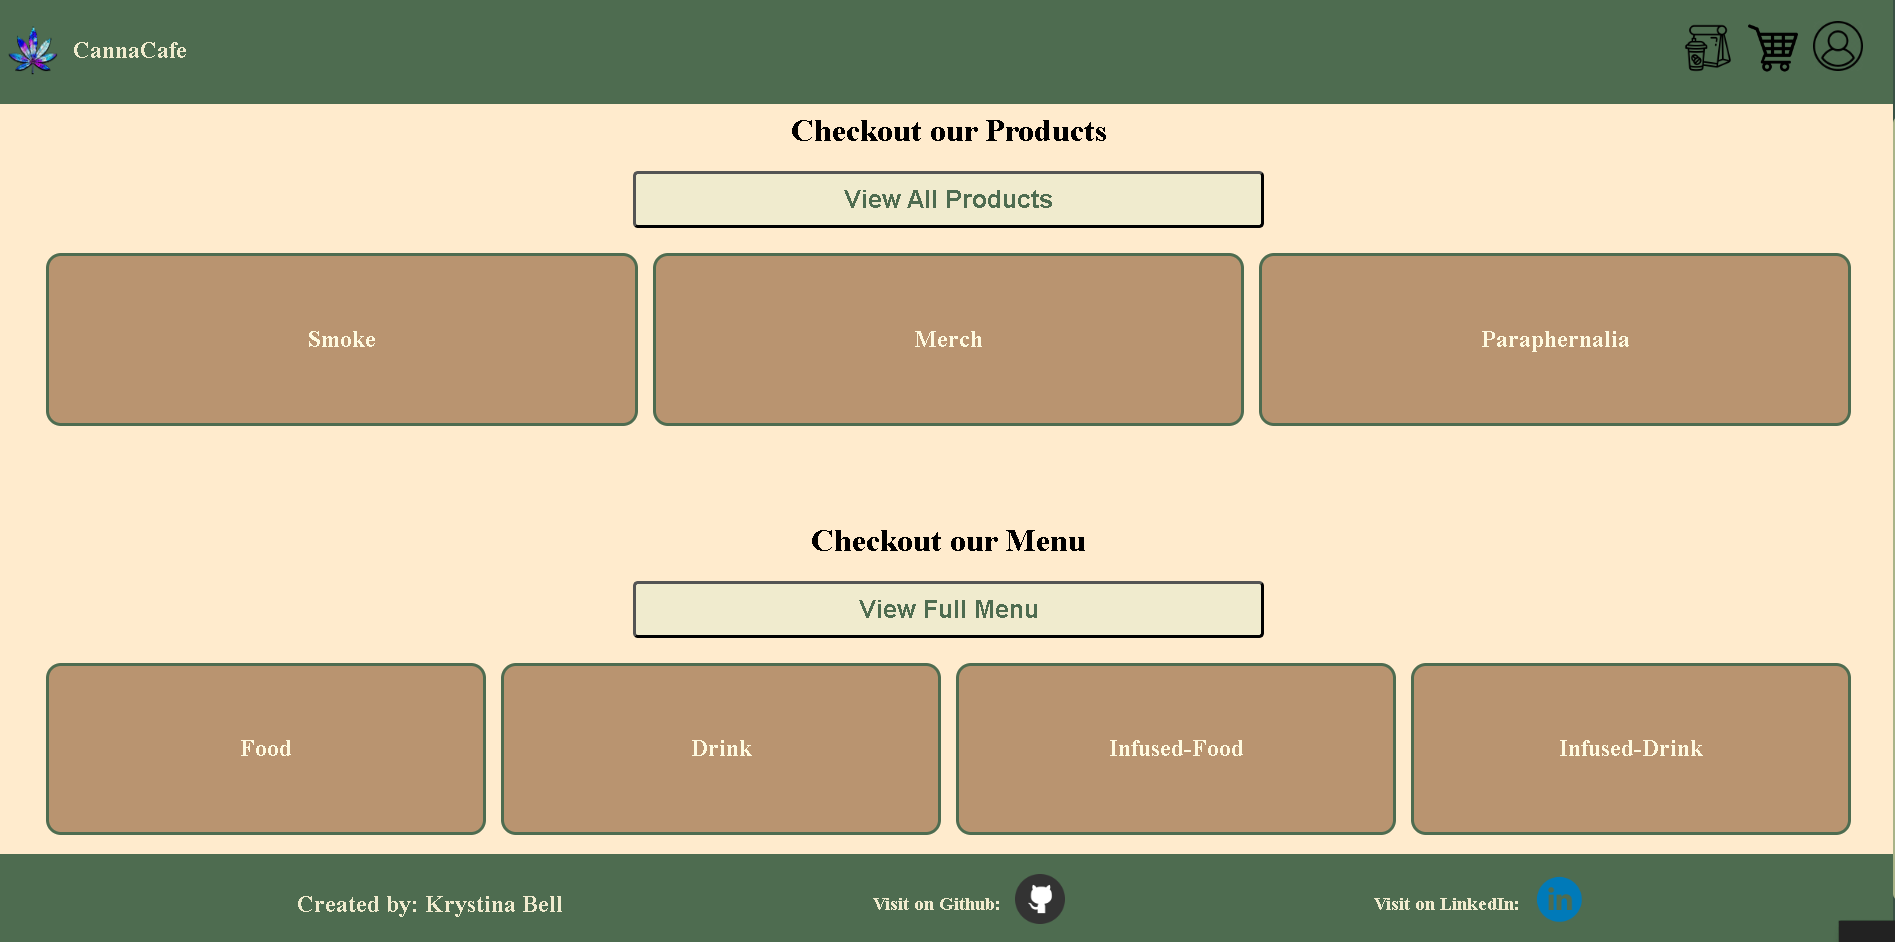 CannaCafe
Checkout our Products
View All Products
Smoke
Merch
Paraphernalia
Checkout our Menu
View Full Menu
Food
Drink
Infused-Food
Infused-Drink
Created by: Krystina Bell
Visit on Github:
Visit on LinkedIn:
in